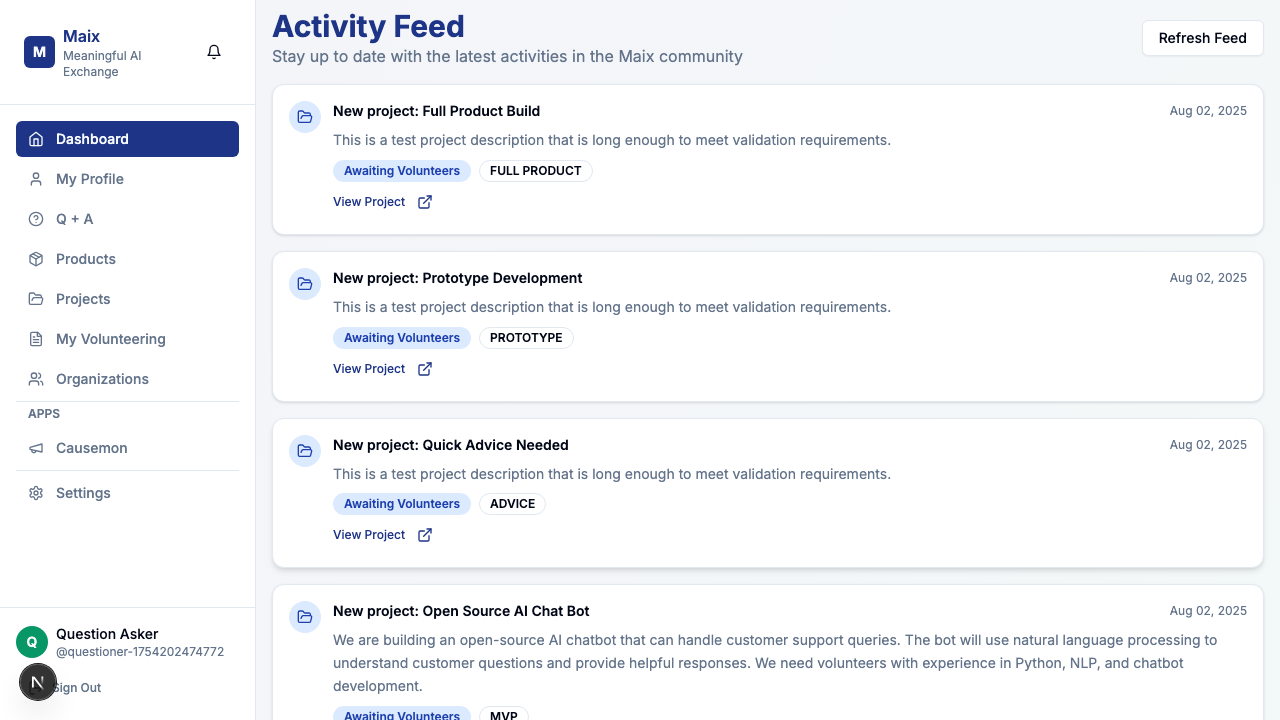 M
Maix
Meaningful AI
Exchange
Dashboard
My Profile
Q + A
Products
Projects
My Volunteering
Organizations
APPS
Causemon
Settings
Q
Question Asker
@questioner-1754202474772
N
Sign Out
Activity Feed
Stay up to date with the latest activities in the Maix community
Refresh Feed
New project: Full Product Build
Aug 02, 2025
This is a test project description that is long enough to meet validation requirements.
Awaiting Volunteers
FULL PRODUCT
View Project
New project: Prototype Development
Aug 02, 2025
This is a test project description that is long enough to meet validation requirements.
Awaiting Volunteers
PROTOTYPE
View Project
New project: Quick Advice Needed
Aug 02, 2025
This is a test project description that is long enough to meet validation requirements.
Awaiting Volunteers
ADVICE
View Project
New project: Open Source AI Chat Bot
Aug 02, 2025
We are building an open-source AI chatbot that can handle customer support queries. The bot will use natural language processing to
understand customer questions and provide helpful responses. We need volunteers with experience in Python, NLP, and chatbot
development.
Awaiting Volunteers
MVP